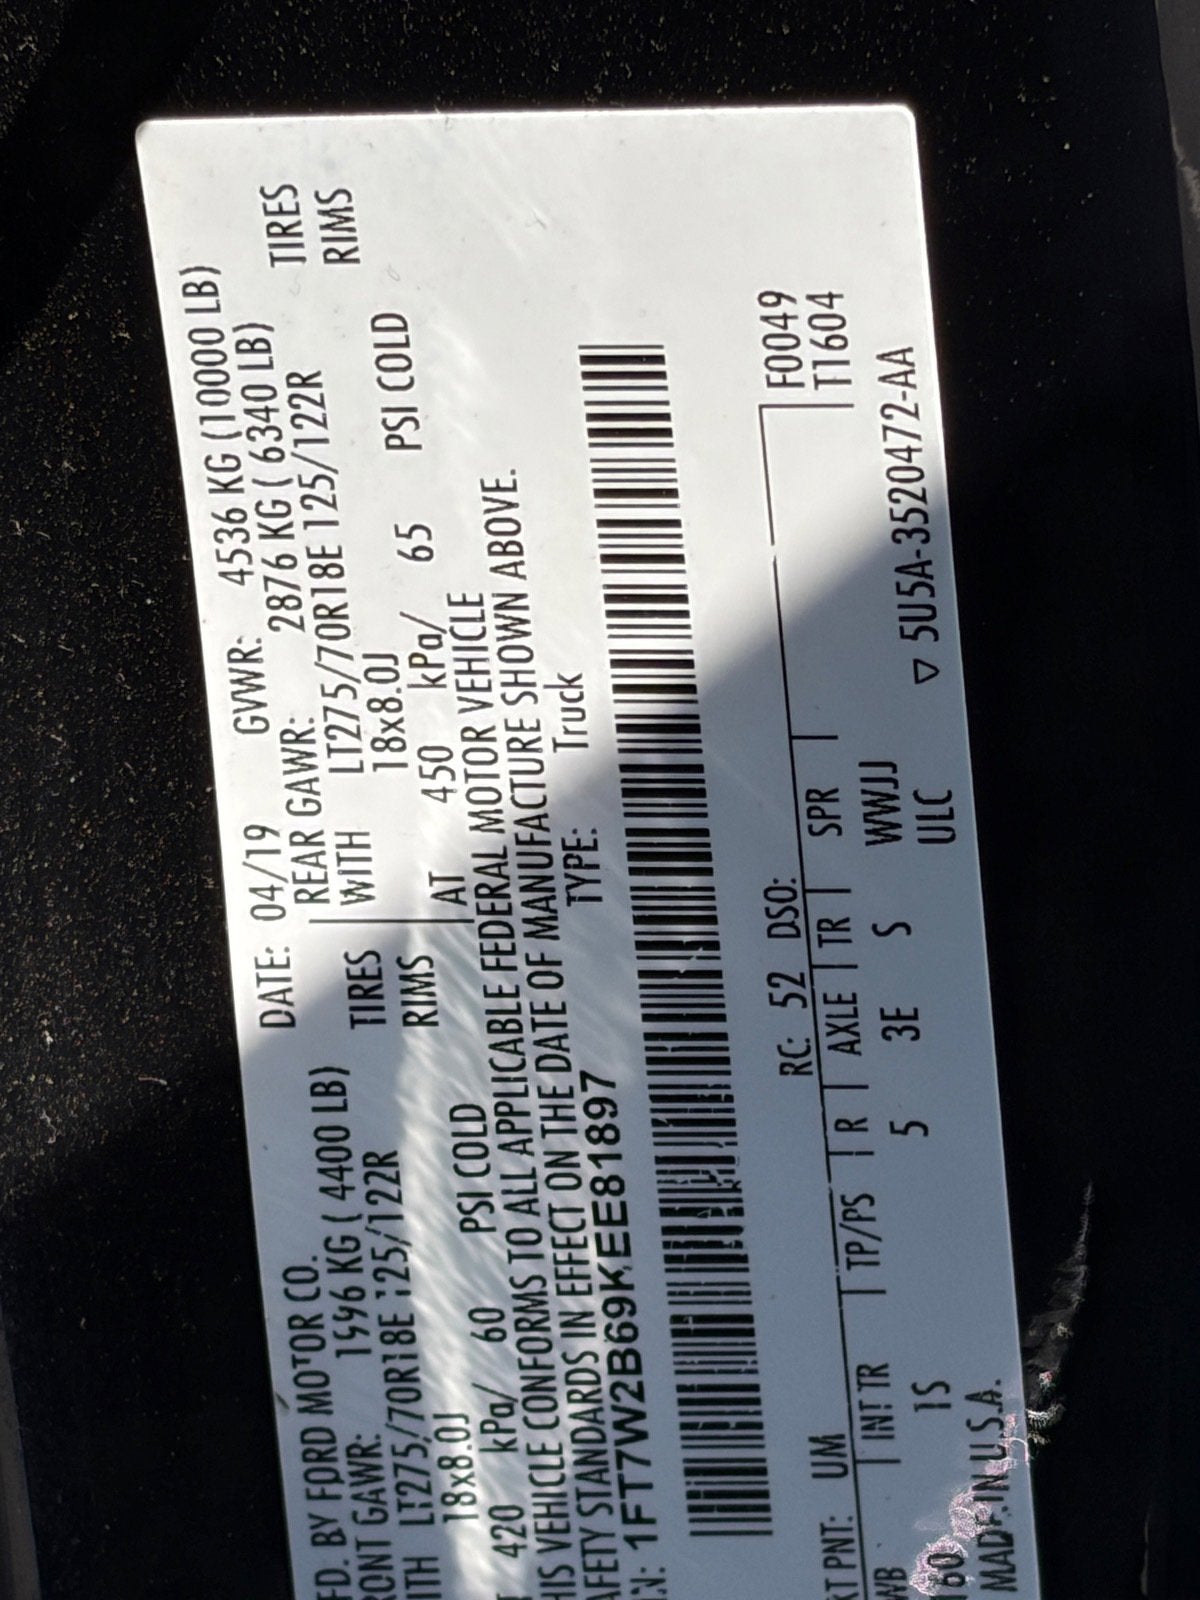 FD. BY FORD MOTOR CO.
DATE: 04/19 GVWR: 4536 KG (10000 LB)
RONT GAWR: 1996 KG ( 4400 LB) REAR GAWR: 2876 KG ( 6340 LB)
ITH LT275/70R18E 125/122R TIRES WITH LT275/70R18E 125/122R TIRES
18x8.0J RIMS 18x8.0J RIMS
T 420 kPa/ 60 PSI COLD AT 450 kPa/ 65 PSI COLD
HIS VEHICLE CONFORMS TO ALL APPLICABLE FEDERAL MOTOR VEHICLE
AFETY STANDARDS IN EFFECT ON THE DATE OF MANUFACTURE SHOWN ABOVE.
IN: 1FT7W2B69KEE81897 TYPE: Truck
F0049
T1604
XT PNT: UM RC: 52 DSO:
WB INT TR TP/PS R AXLE TR SPR
160 1S 5 3E S WWJJ
MADE IN U.S.A. ULC
▽ 5U5A-3520472-AA